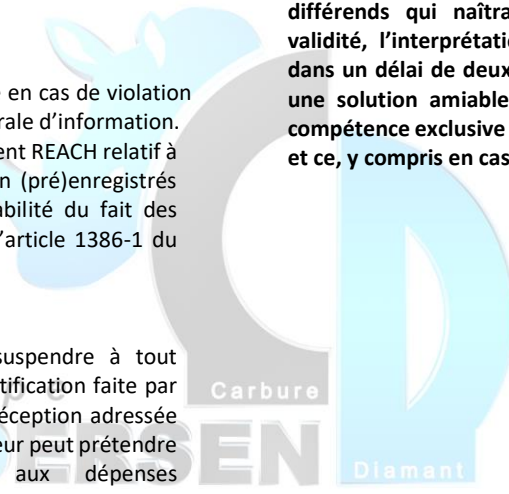 en cas de violation
rale d'information.
ent REACH relatif à
n (pré)enregistrés
abilité du fait des
'article 1386-1 du
suspendre à tout
tification faite par
éception adressée
eur peut prétendre
aux dépenses
différends qui naîtra
validité, l'interprétati
dans un délai de deux
une solution amiable
compétence exclusive
et ce, y compris en cas
Carbure
DERSEN
Diamant